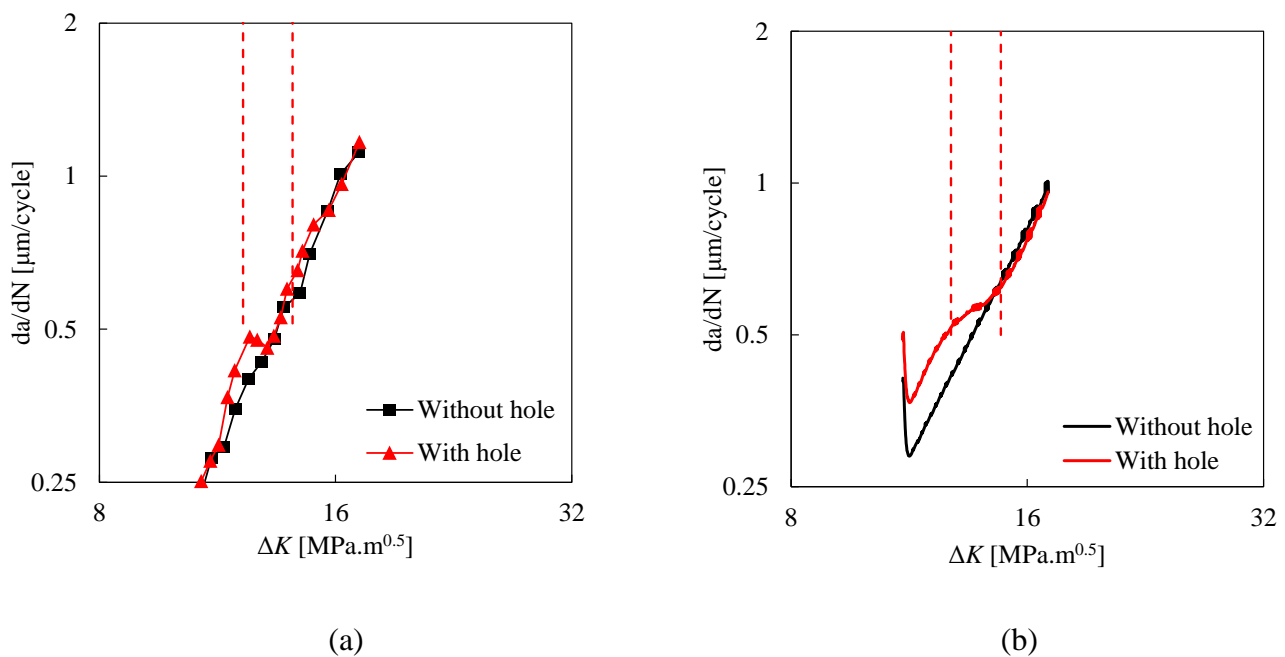 2
1
0.5
0.25
da/dN [µm/cycle]
8
16
32
ΔK [MPa.m0.5]
Without hole
With hole
(a)
2
1
0.5
0.25
da/dN [µm/cycle]
8
16
32
ΔK [MPa.m0.5]
Without hole
With hole
(b)